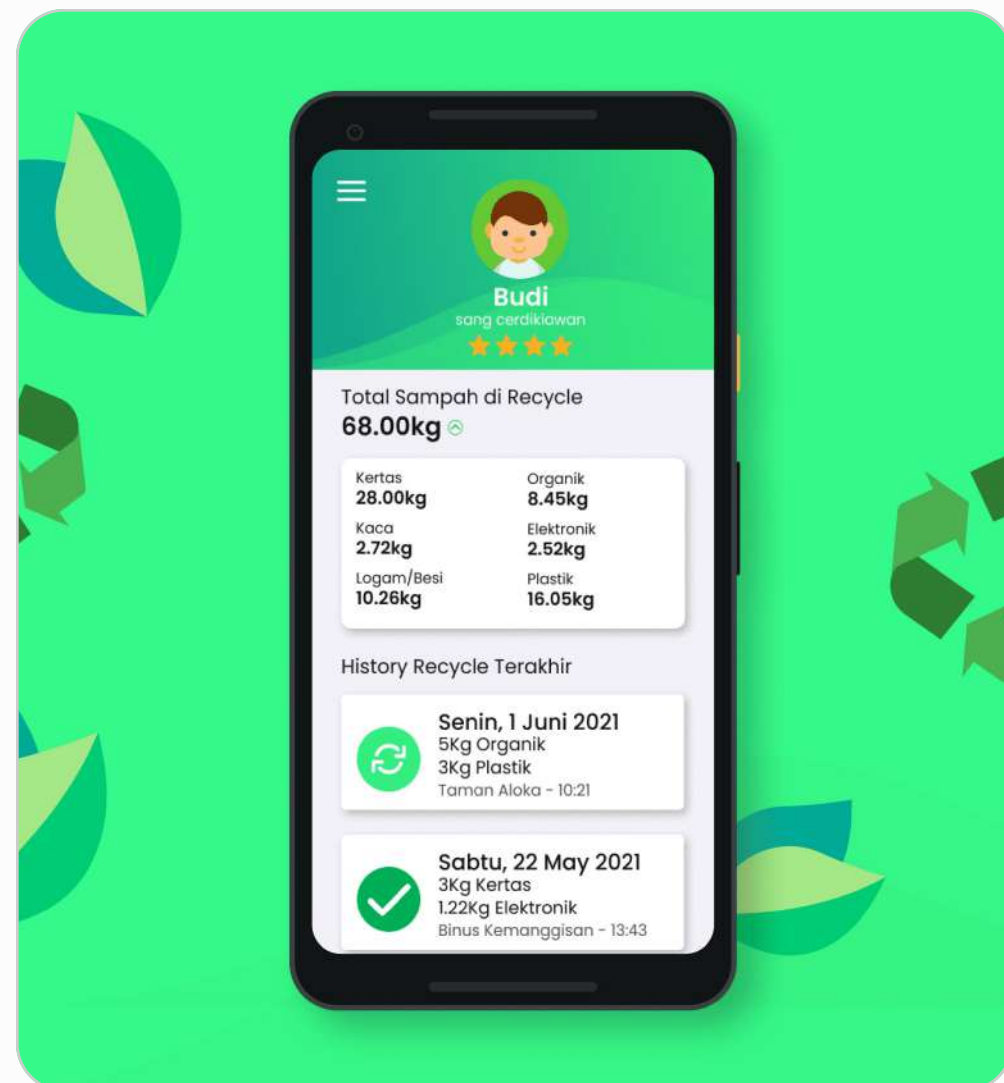 Budi
sang cerdikiawan
Total Sampah di Recycle
68.00kg
Kertas
28.00kg
Organik
8.45kg
Kaca
2.72kg
Elektronik
2.52kg
Logam/Besi
10.26kg
Plastik
16.05kg
History Recycle Terakhir
Senin, 1 Juni 2021
5Kg Organik
3Kg Plastik
Taman Aloka - 10:21
Sabtu, 22 May 2021
3Kg Kertas
1.22Kg Elektronik
Binus Kemanggisan - 13:43